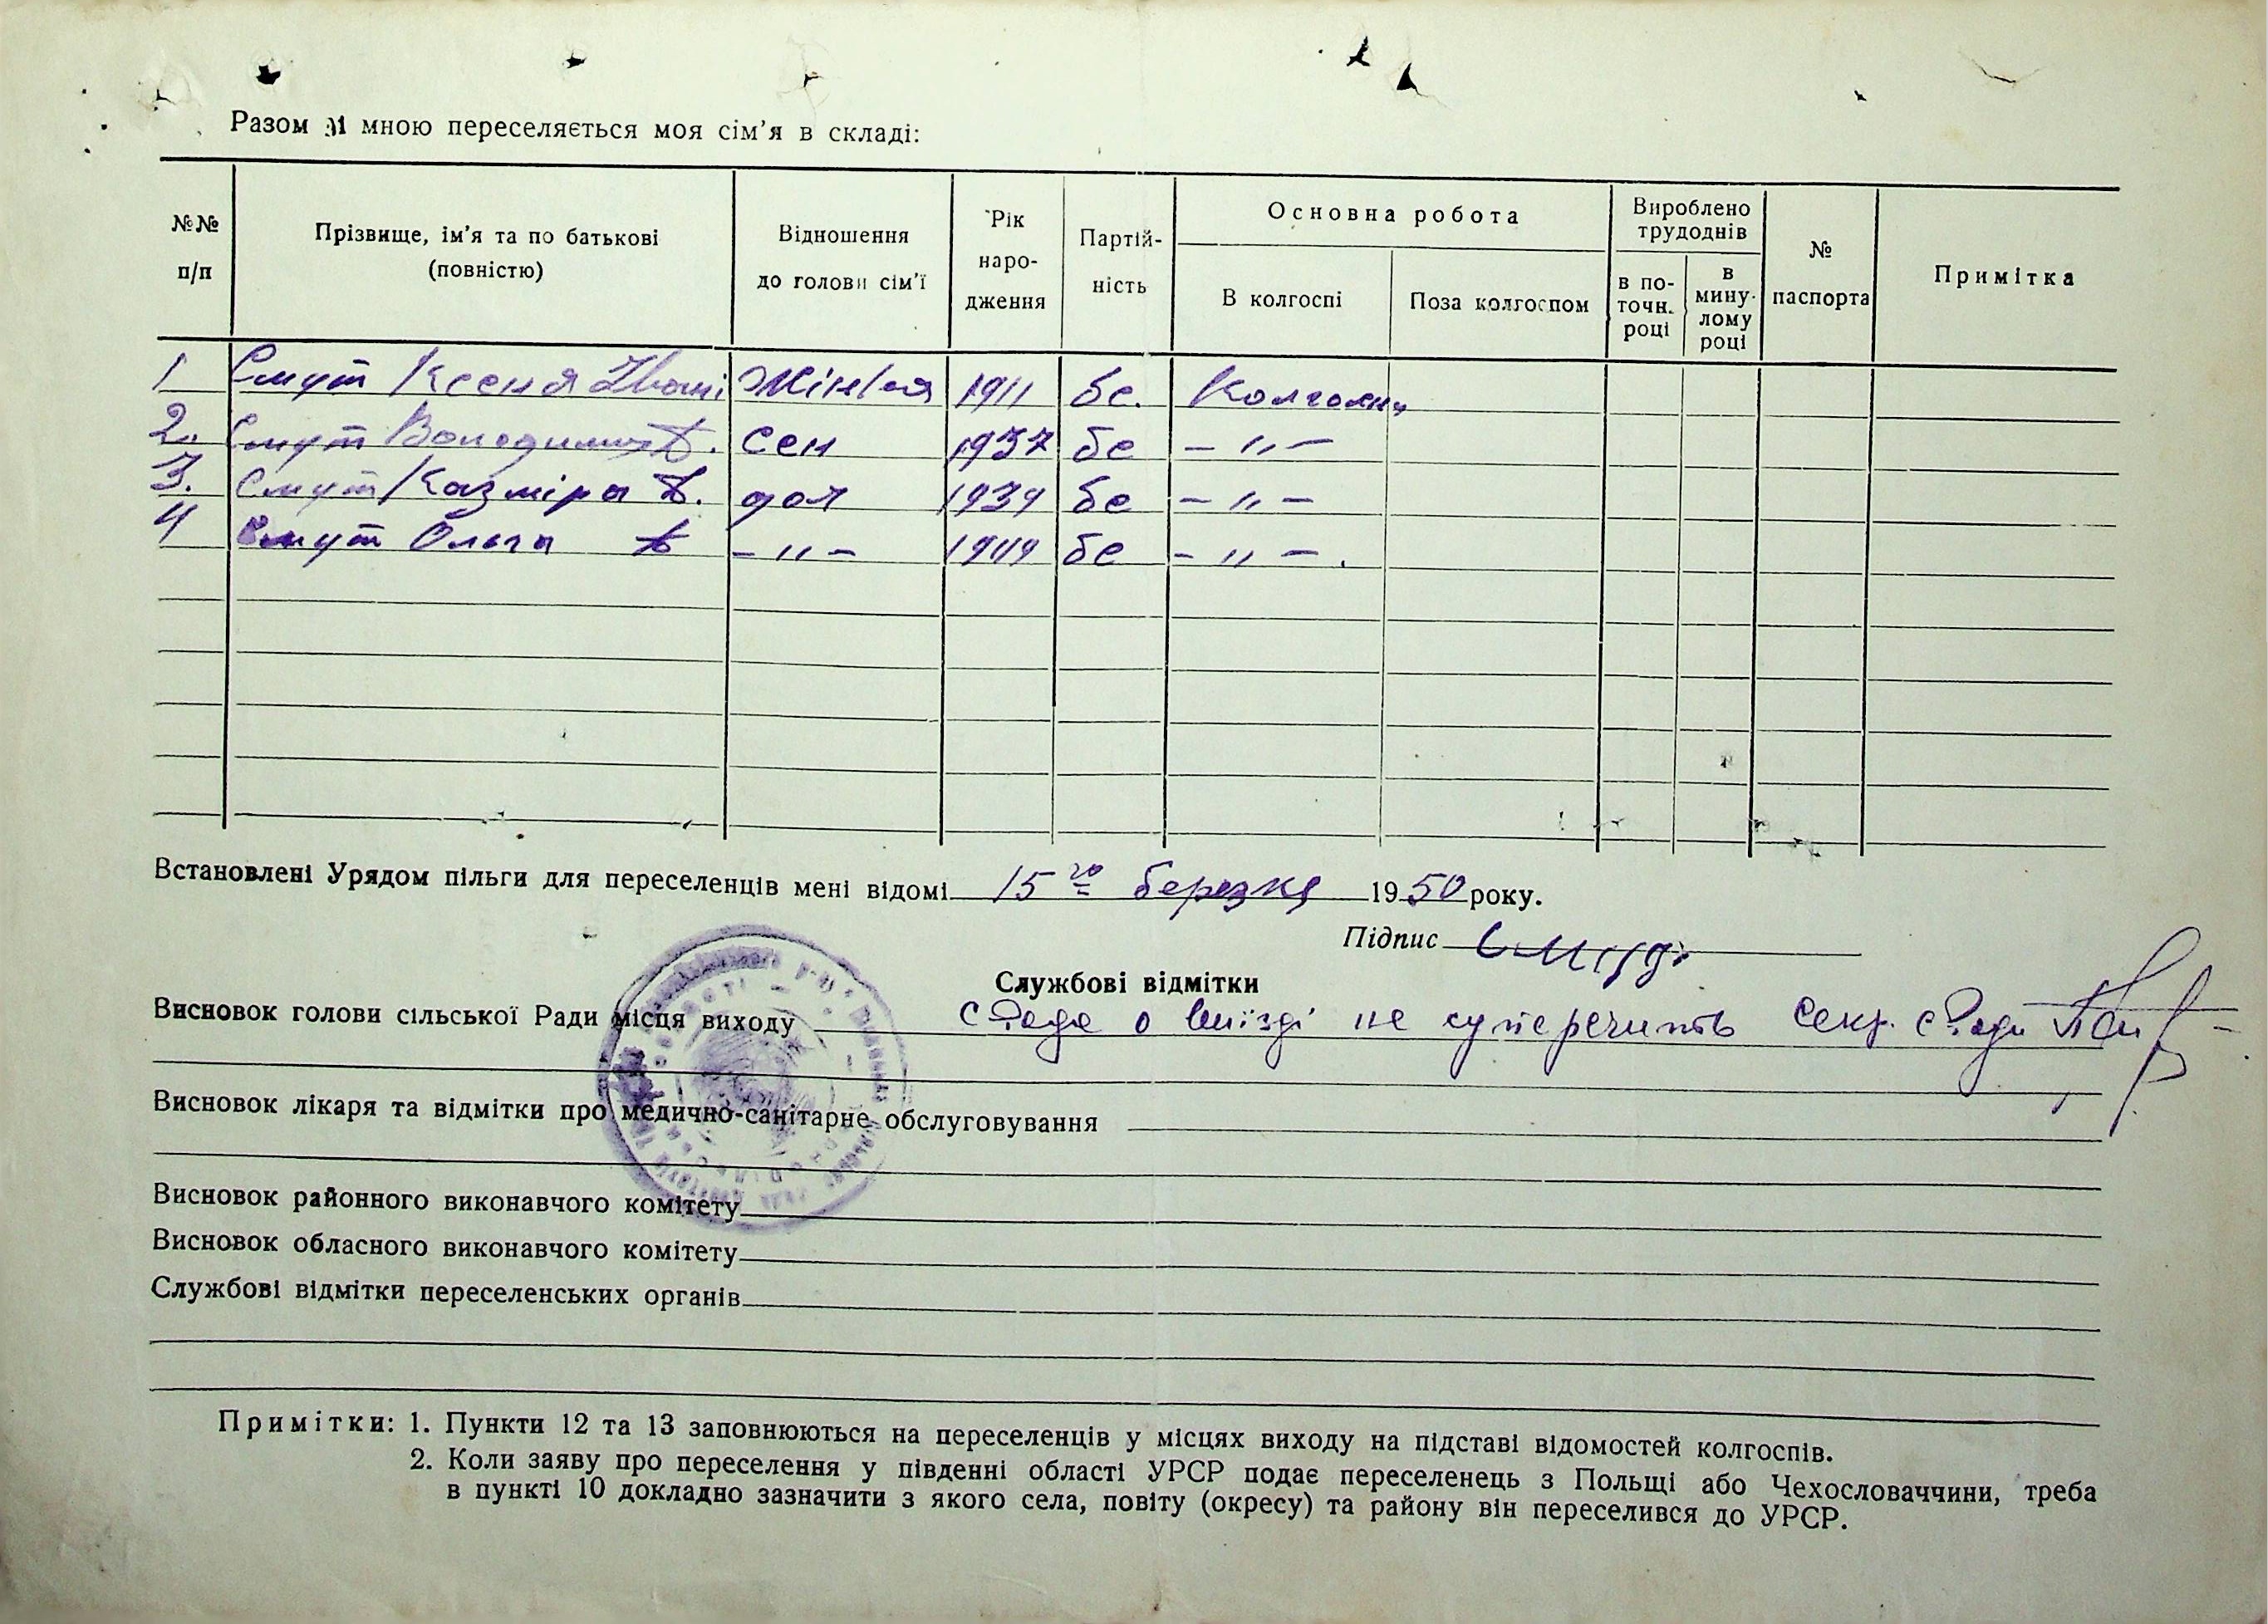 Разом зі мною переселяється моя сім'я в складі:
№№ п/п
Прізвище, ім'я та по батькові (повністю)
Відношення до голови сім'ї
Рік народження
Партійність
Основна робота
В колгоспі
Поза колгоспом
Вироблено трудоднів
в поточн. році
в минулому році
№ паспорта
Примітка
1 Смут Ксеня Івані 1911 бе.
2. Смут Володимир сен 1937 бе — „ —
3. Смут Казміра Д. доч 1939 бе — „ —
4 Смут Ольга — „ — 1949 бе — „ —
Встановлені Урядом пільги для переселенців мені відомі 15го березня 1950 року.
Підпис
Службові відмітки
Висновок голови сільської Ради місця виходу с Рада о виїзді не суперечить секр. с Ради
Висновок лікаря та відмітки про медично-санітарне обслуговування
Висновок районного виконавчого комітету
Висновок обласного виконавчого комітету
Службові відмітки переселенських органів
Примітки: 1. Пункти 12 та 13 заповнюються на переселенців у місцях виходу на підставі відомостей колгоспів.
2. Коли заяву про переселення у південні області УРСР подає переселенець з Польщі або Чехословаччини, треба
в пункті 10 докладно зазначити з якого села, повіту (окресу) та району він переселився до УРСР.